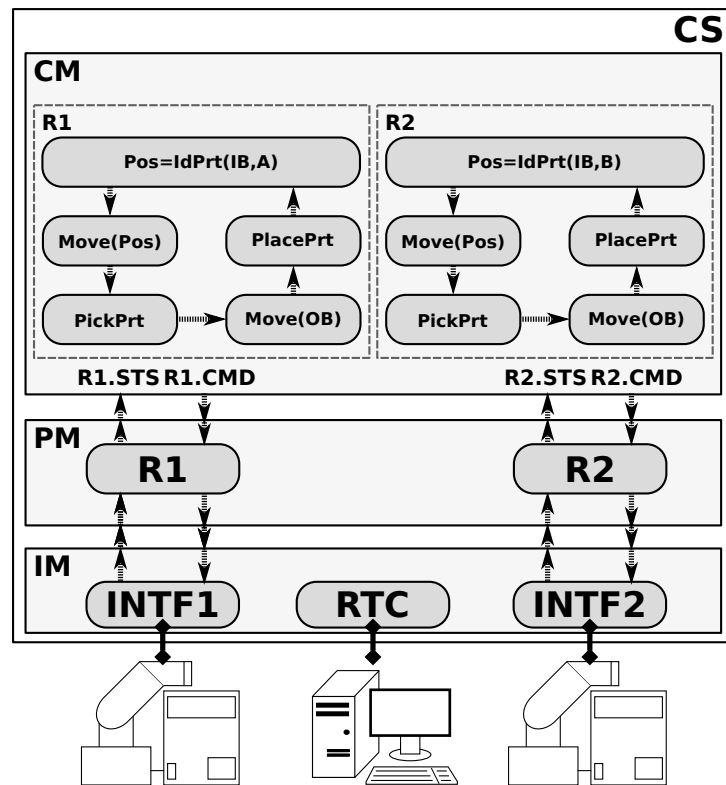 CS
CM
R1
R2
Pos=IdPrt(IB,A)
Pos=IdPrt(IB,B)
Move(Pos)
PlacePrt
Move(Pos)
PlacePrt
PickPrt
Move(OB)
PickPrt
Move(OB)
R1.STS R1.CMD
R2.STS R2.CMD
PM
R1
R2
IM
INTF1
RTC
INTF2